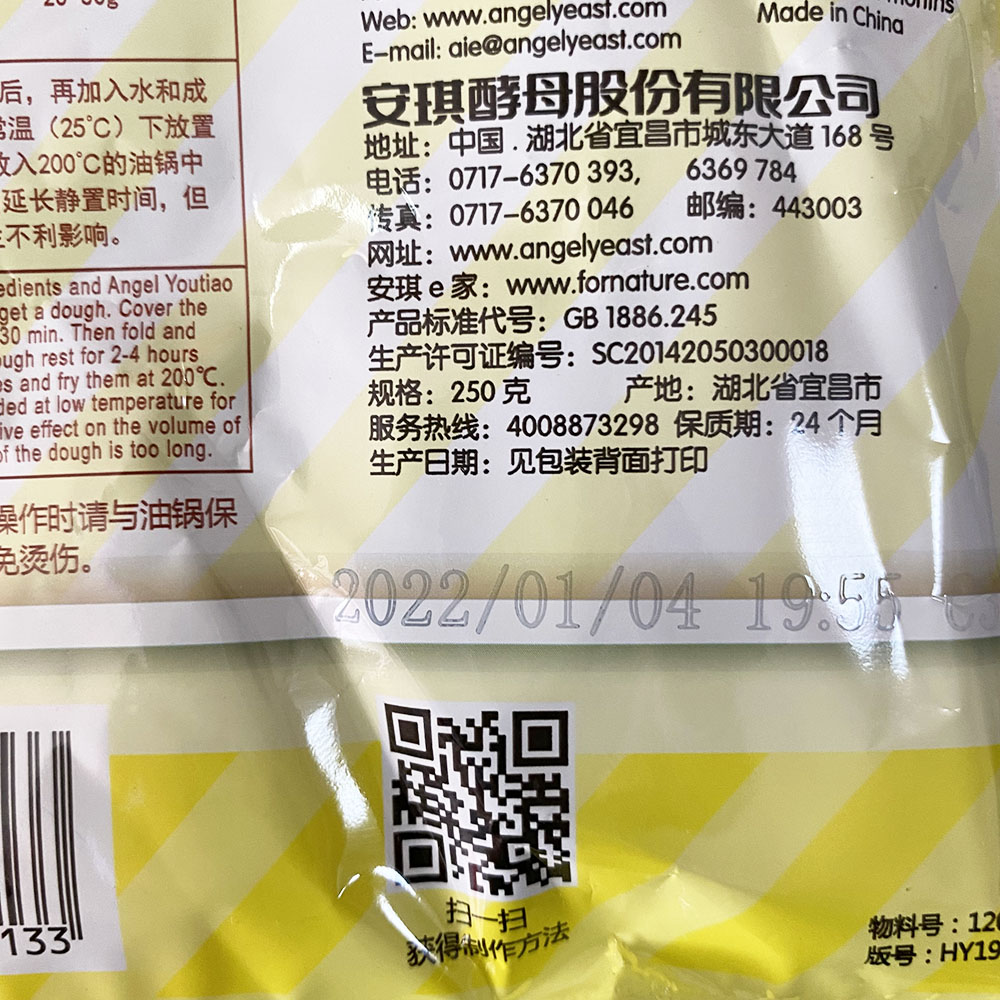 Web: www.angelyeast.com
Made in China
E-mail: aie@angelyeast.com
安琪酵母股份有限公司
地址：中国 . 湖北省宜昌市城东大道 168 号
电话：0717-6370 393, 6369 784
传真：0717-6370 046 邮编：443003
网址：www.angelyeast.com
安琪 e 家：www.fornature.com
产品标准代号：GB 1886.245
生产许可证编号：SC20142050300018
规格：250 克 产地：湖北省宜昌市
服务热线：4008873298 保质期：24 个月
生产日期：见包装背面打印
后，再加入水和成
温（25℃）下放置
入200℃的油锅中
延长静置时间，但
不利影响。
and Angel Youtiao
get a dough. Cover the
30 min. Then fold and
rest for 2-4 hours
and fry them at 200℃.
at low temperature for
effect on the volume of
of the dough is too long.
操作时请与油锅保
免烫伤。
2022/01/04 19:55
133
扫一扫
获得制作方法
物料号：
版号：HY19